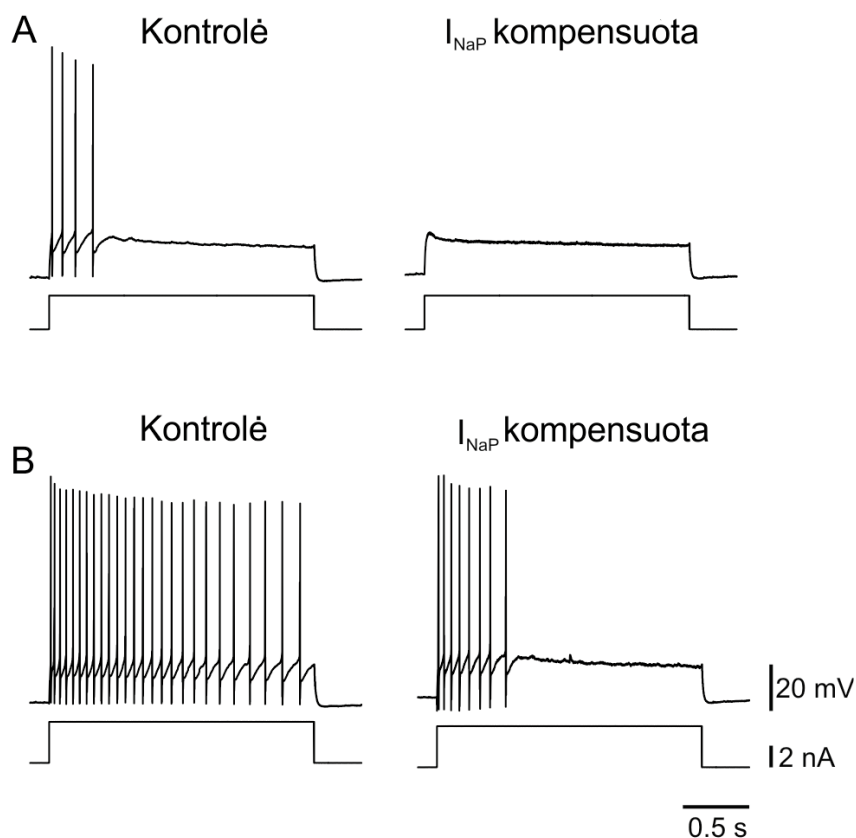 A
Kontrolė
INaP kompensuota
B
Kontrolė
INaP kompensuota
20 mV
2 nA
0.5 s